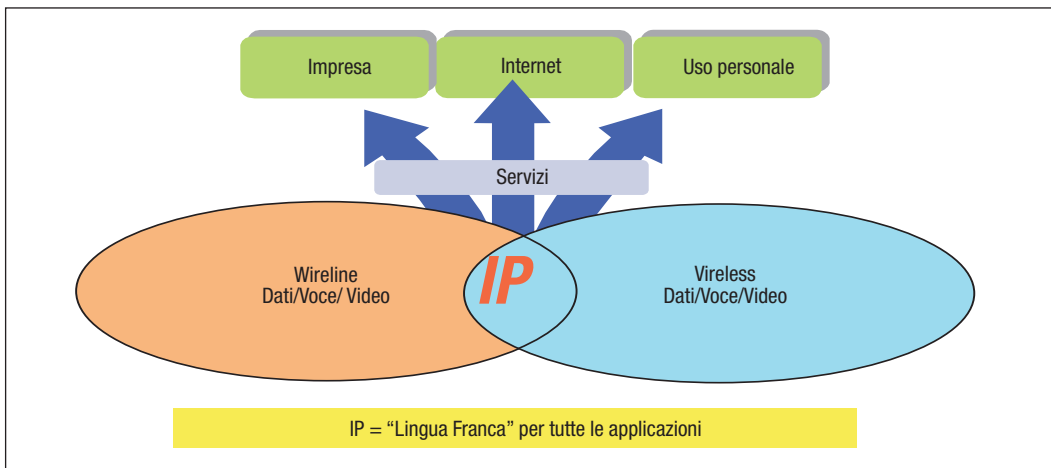 Impresa
Internet
Uso personale
Servizi
Wireline
Dati/Voce/ Video
IP
Vireless
Dati/Voce/Video
IP = “Lingua Franca” per tutte le applicazioni